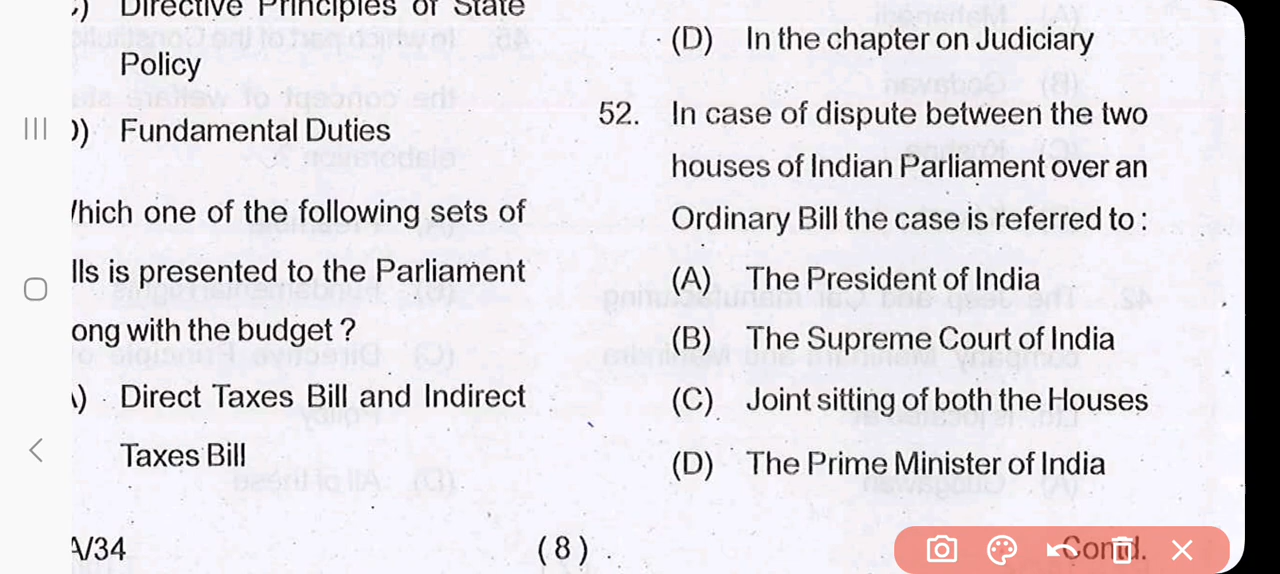 Directive Principles of State
Policy
Fundamental Duties
hich one of the following sets of
lls is presented to the Parliament
ong with the budget ?
Direct Taxes Bill and Indirect
Taxes Bill
A/34
(D) In the chapter on Judiciary
52. In case of dispute between the two
houses of Indian Parliament over an
Ordinary Bill the case is referred to :
(A) The President of India
(B) The Supreme Court of India
(C) Joint sitting of both the Houses
(D) The Prime Minister of India
( 8 )
Contd.